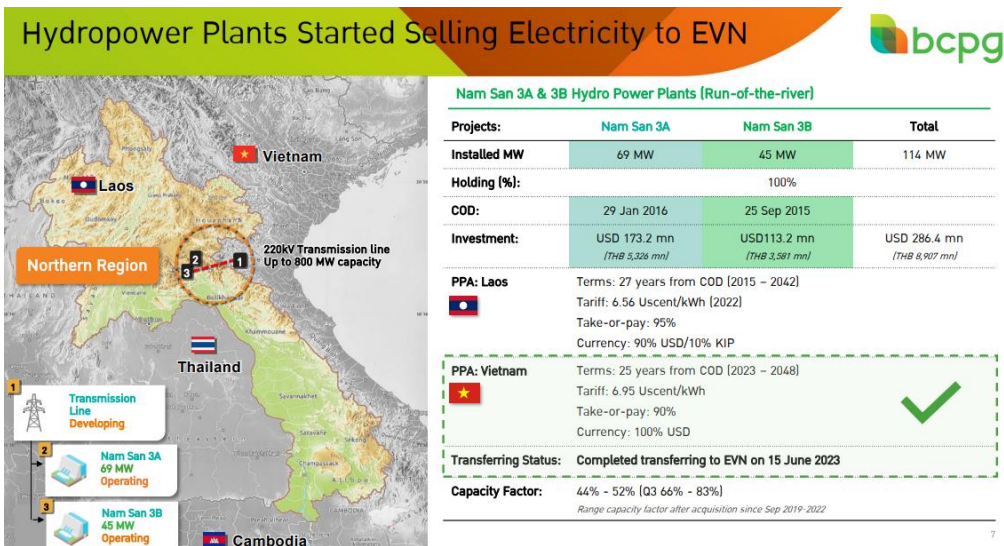 Hydropower Plants Started Selling Electricity to EVN
bcpg
Vietnam
Laos
Northern Region
2
3
1
220kV Transmission line
Up to 800 MW capacity
THAILAND
Khammouane
Thailand
Savannakhet
Saravane
Sekong
Champassack
CAMBODIA
Cambodia
1
Transmission
Line
Developing
2
Nam San 3A
69 MW
Operating
3
Nam San 3B
45 MW
Operating
Nam San 3A & 3B Hydro Power Plants (Run-of-the-river)
Projects: Nam San 3A Nam San 3B Total
Installed MW 69 MW 45 MW 114 MW
Holding (%): 100%
COD: 29 Jan 2016 25 Sep 2015
Investment: USD 173.2 mn USD113.2 mn USD 286.4 mn
(THB 5,326 mn) (THB 3,581 mn) (THB 8,907 mn)
PPA: Laos Terms: 27 years from COD (2015 – 2042)
Tariff: 6.56 Uscent/kWh (2022)
Take-or-pay: 95%
Currency: 90% USD/10% KIP
PPA: Vietnam Terms: 25 years from COD (2023 – 2048)
Tariff: 6.95 Uscent/kWh
Take-or-pay: 90%
Currency: 100% USD
Transferring Status: Completed transferring to EVN on 15 June 2023
Capacity Factor: 44% - 52% (Q3 66% - 83%)
Range capacity factor after acquisition since Sep 2019-2022
7